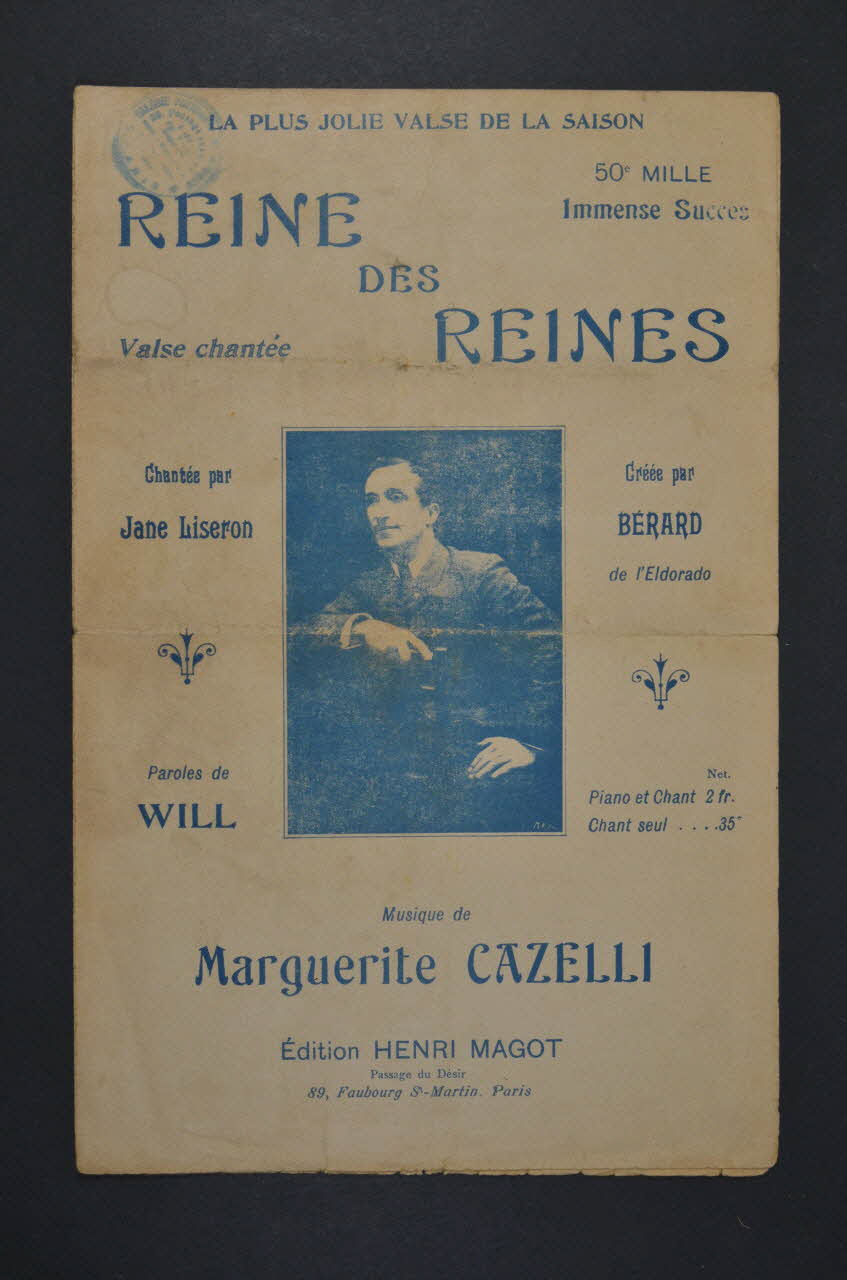 LA PLUS JOLIE VALSE DE LA SAISON
50e MILLE
Immense Succes
REINE
DES
REINES
Valse chantée
Chantée par
Jane Liseron
Créée par
BÉRARD
de l'Eldorado
Paroles de
WILL
Net.
Piano et Chant 2 fr.
Chant seul . . . .35"
Musique de
Marguerite CAZELLI
Édition HENRI MAGOT
Passage du Désir
89, Faubourg St-Martin. Paris